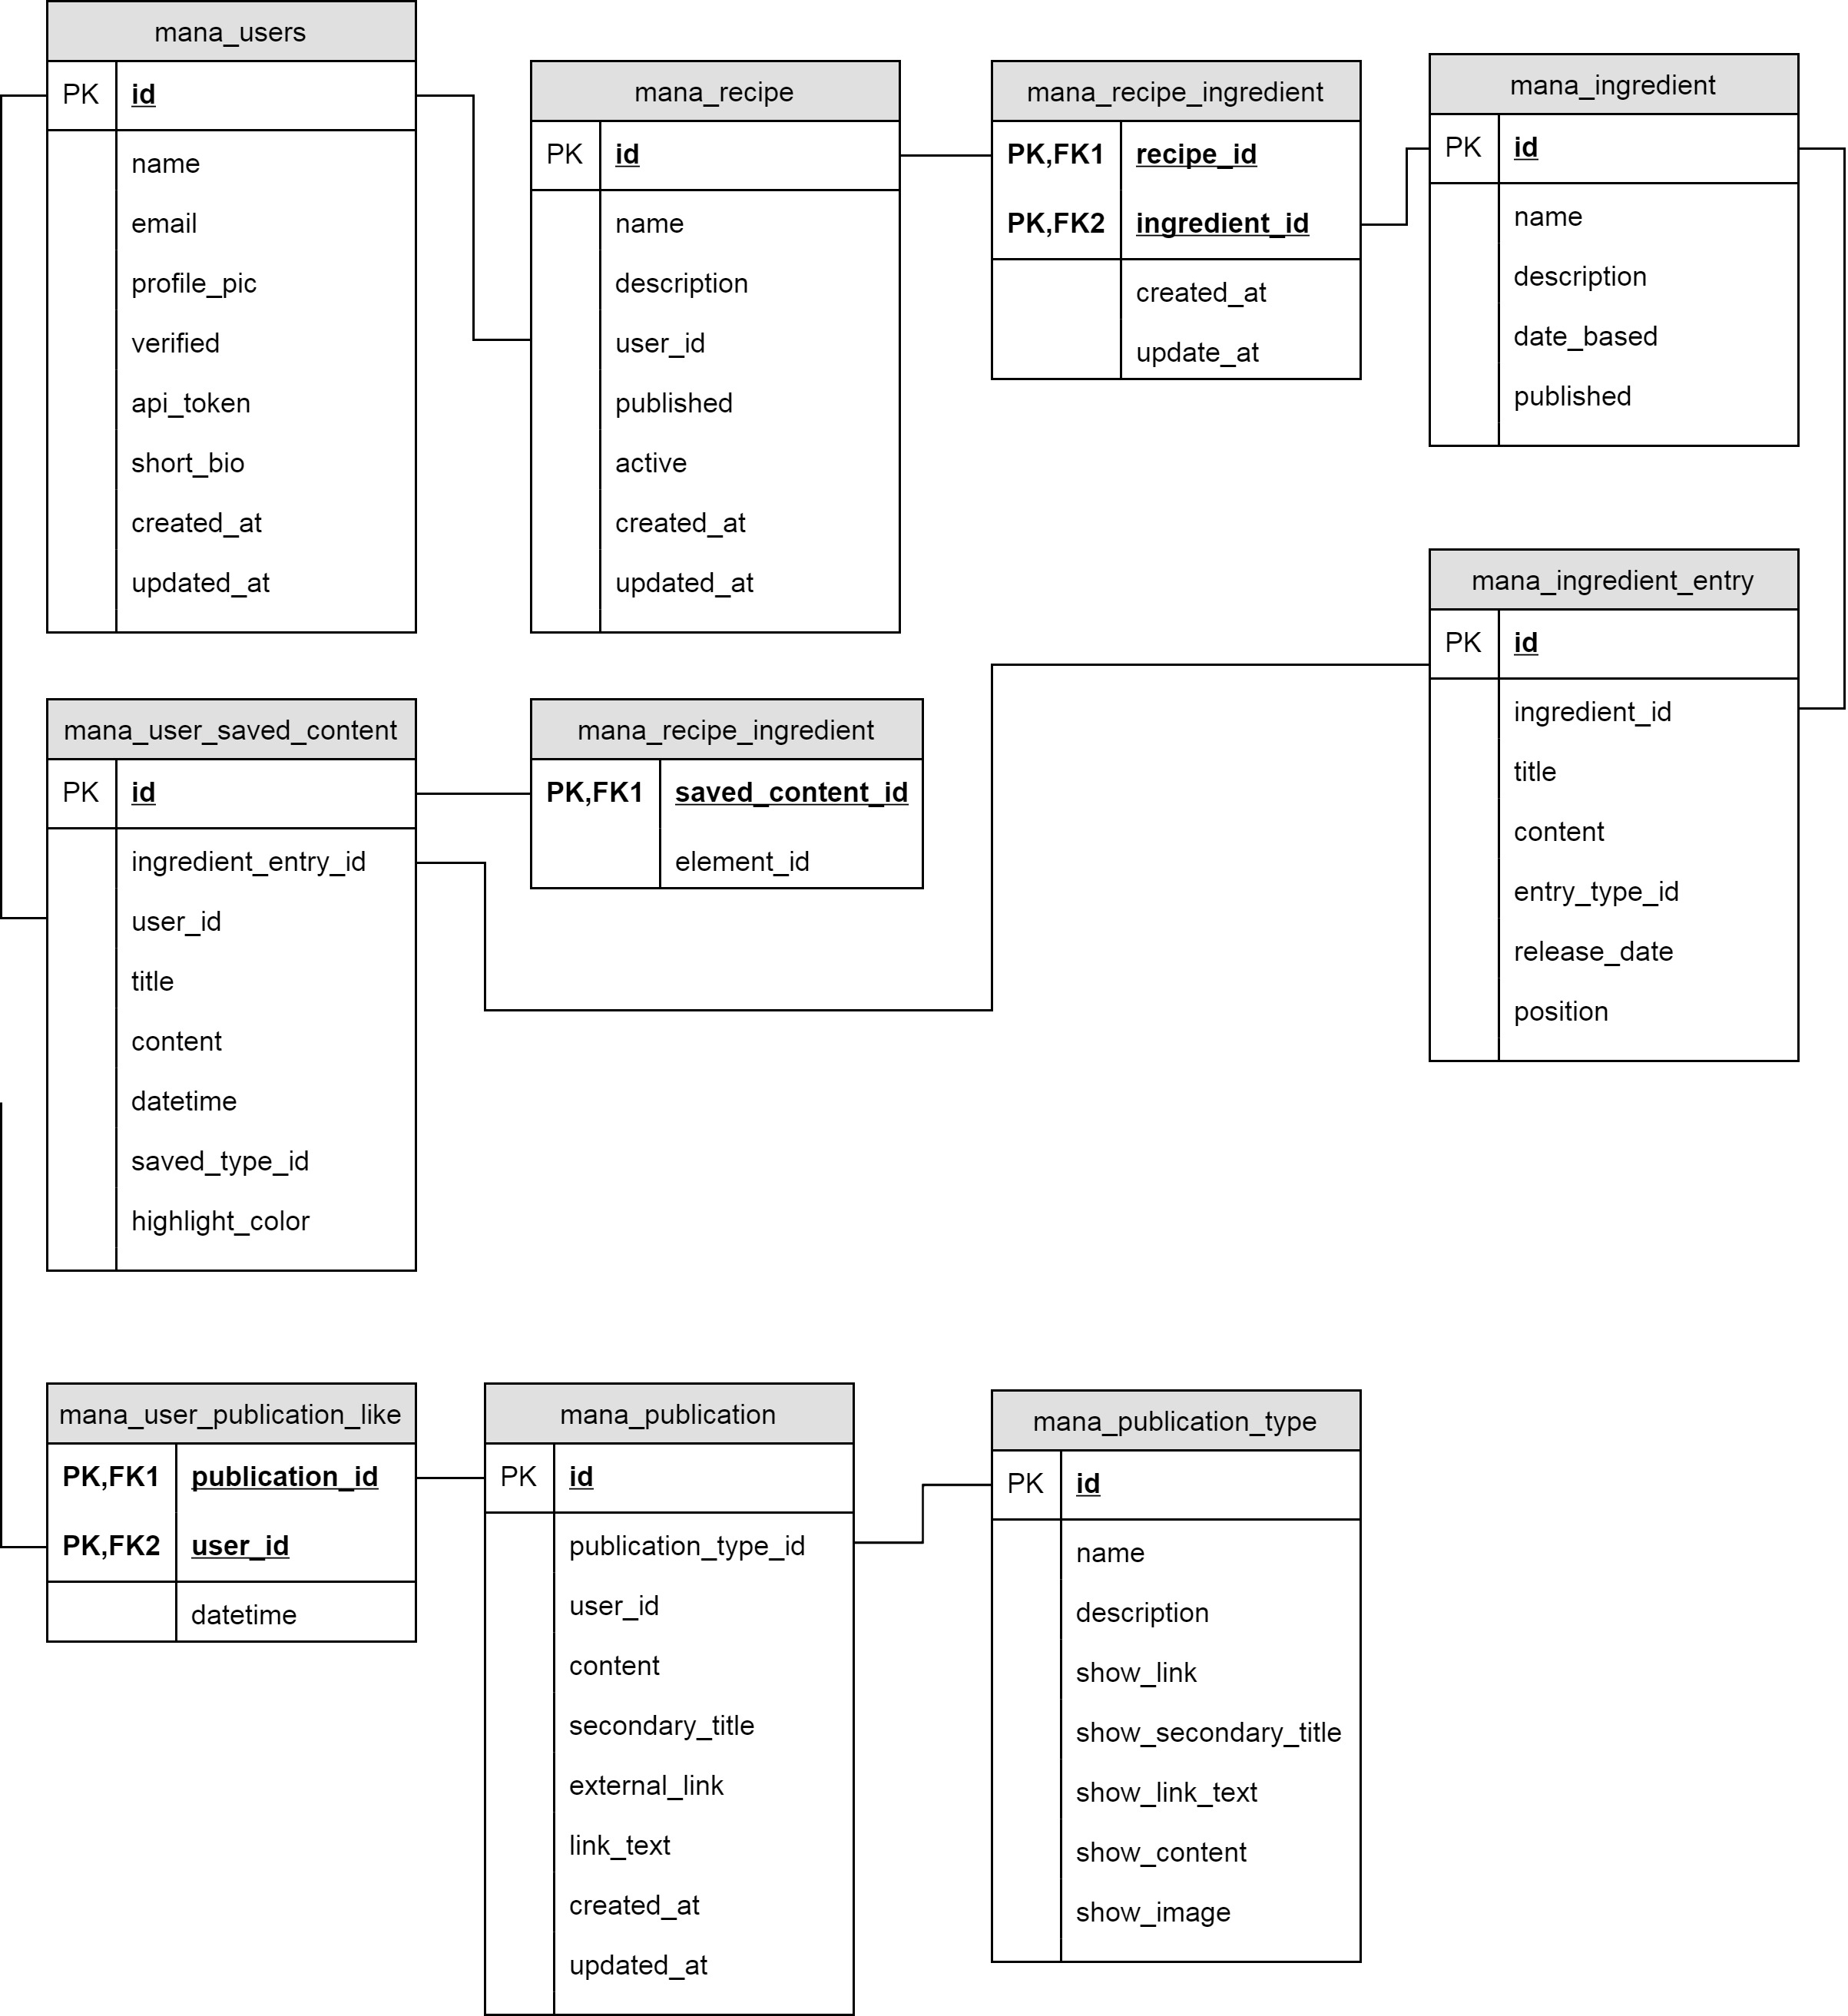 mana_users
PK id
name
email
profile_pic
verified
api_token
short_bio
created_at
updated_at
mana_recipe
PK id
name
description
user_id
published
active
created_at
updated_at
mana_recipe_ingredient
PK,FK1 recipe_id
PK,FK2 ingredient_id
created_at
update_at
mana_ingredient
PK id
name
description
date_based
published
mana_ingredient_entry
PK id
ingredient_id
title
content
entry_type_id
release_date
position
mana_user_saved_content
PK id
ingredient_entry_id
user_id
title
content
datetime
saved_type_id
highlight_color
mana_recipe_ingredient
PK,FK1 saved_content_id
element_id
mana_user_publication_like
PK,FK1 publication_id
PK,FK2 user_id
datetime
mana_publication
PK id
publication_type_id
user_id
content
secondary_title
external_link
link_text
created_at
updated_at
mana_publication_type
PK id
name
description
show_link
show_secondary_title
show_link_text
show_content
show_image